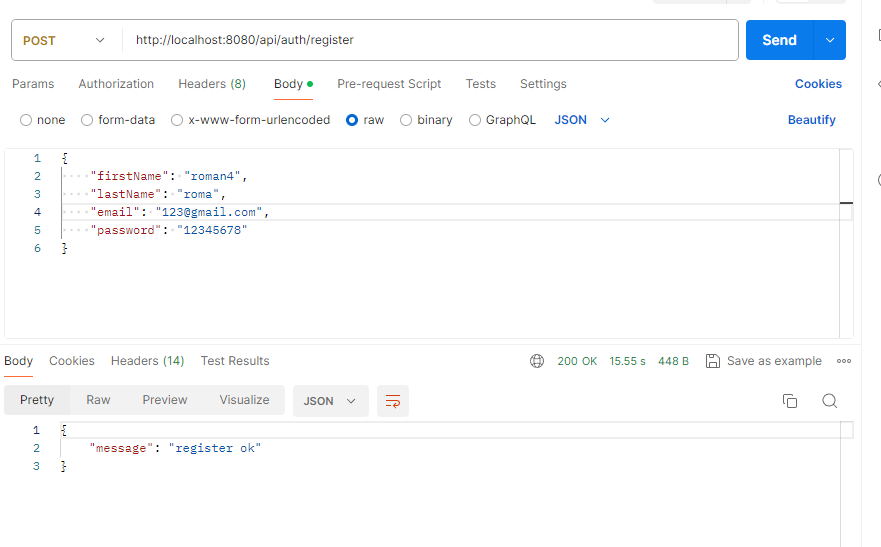 POST http://localhost:8080/api/auth/register Send
Params Authorization Headers (8) Body Pre-request Script Tests Settings Cookies
none form-data x-www-form-urlencoded raw binary GraphQL JSON Beautify
1 {
2 "firstName": "roman4",
3 "lastName": "roma",
4 "email": "123@gmail.com",
5 "password": "12345678"
6 }
Body Cookies Headers (14) Test Results 200 OK 15.55 s 448 B Save as example
Pretty Raw Preview Visualize JSON
1 {
2 "message": "register ok"
3 }